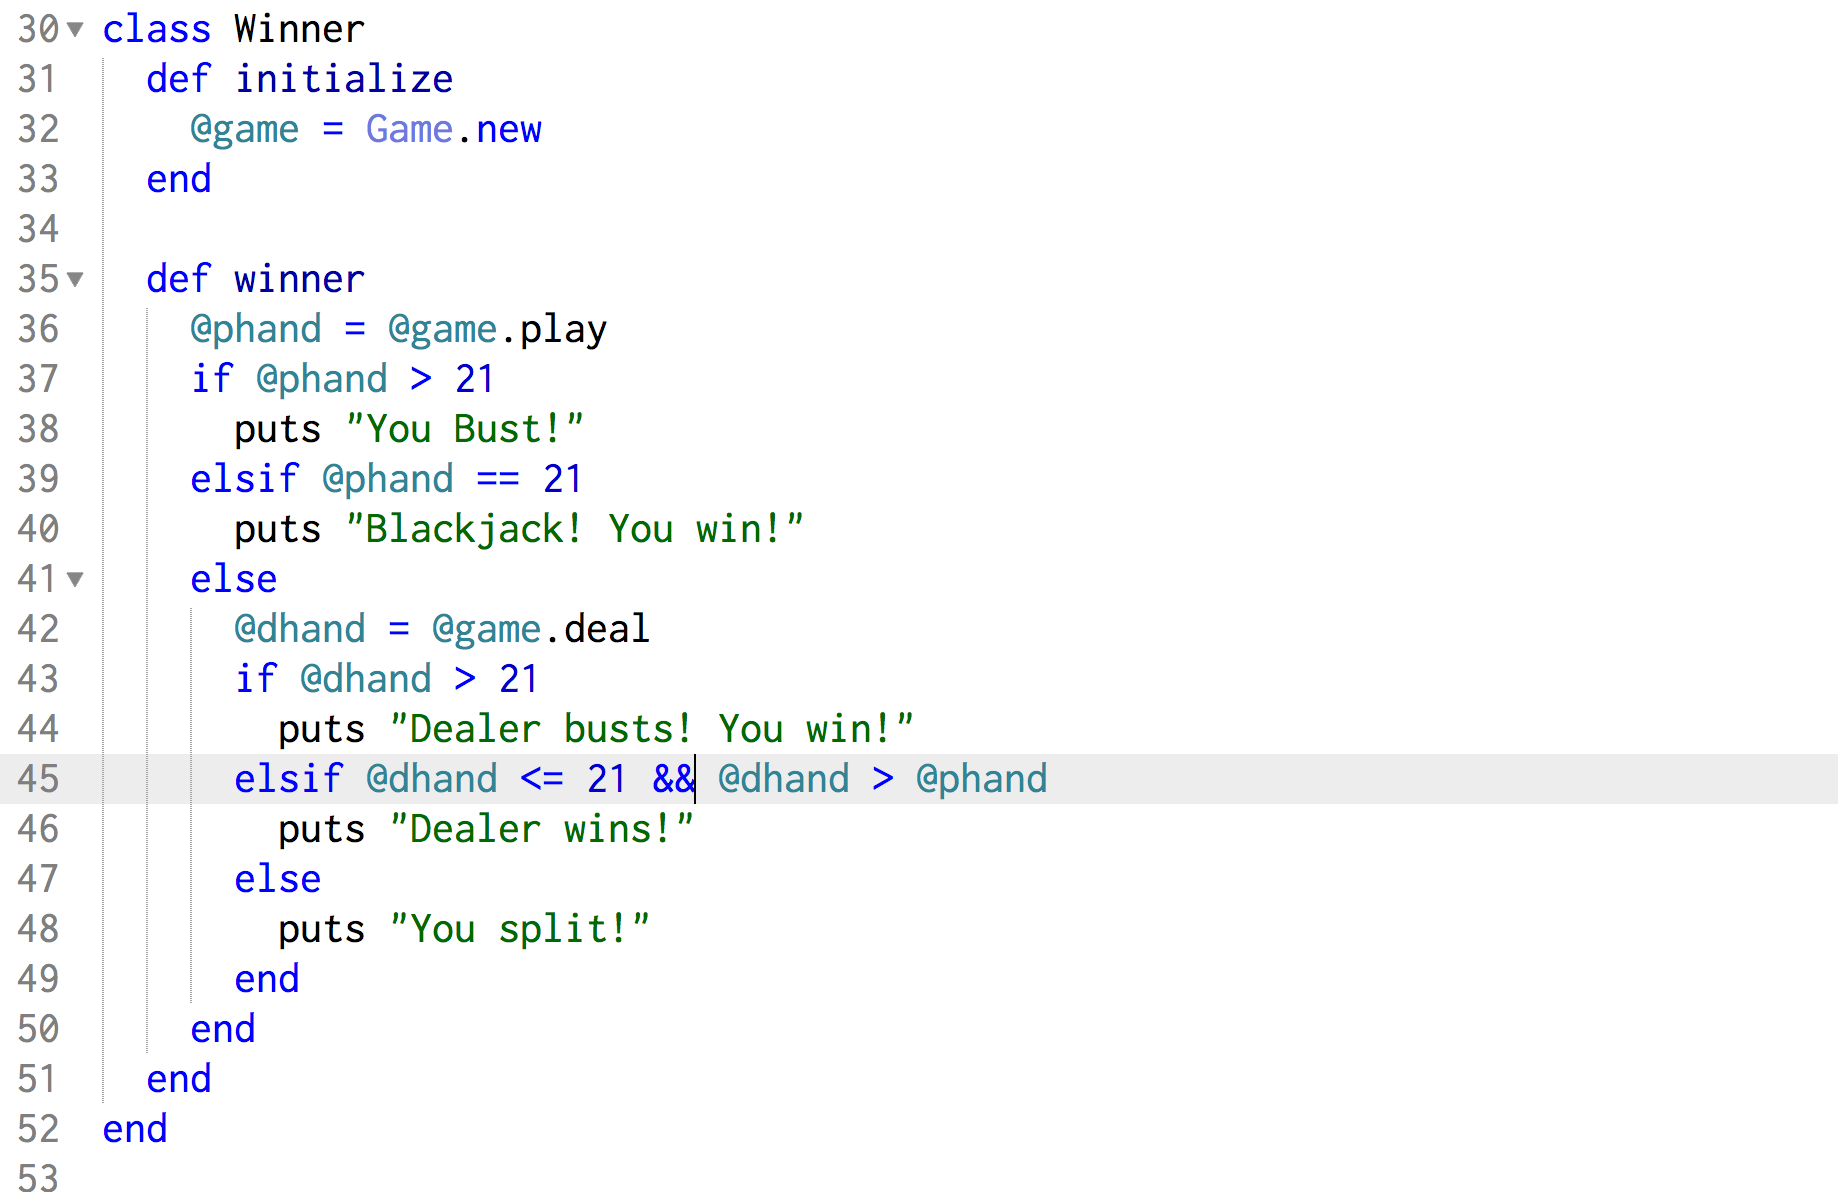 30 class Winner
31   def initialize
32     @game = Game.new
33   end
34
35   def winner
36     @phand = @game.play
37     if @phand > 21
38       puts "You Bust!"
39     elsif @phand == 21
40       puts "Blackjack! You win!"
41     else
42       @dhand = @game.deal
43       if @dhand > 21
44         puts "Dealer busts! You win!"
45       elsif @dhand <= 21 && @dhand > @phand
46         puts "Dealer wins!"
47       else
48         puts "You split!"
49       end
50     end
51   end
52 end
53